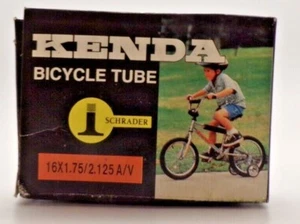 KENDA
BICYCLE TUBE
i
SCHRADER
16X1.75/2.125 A/V